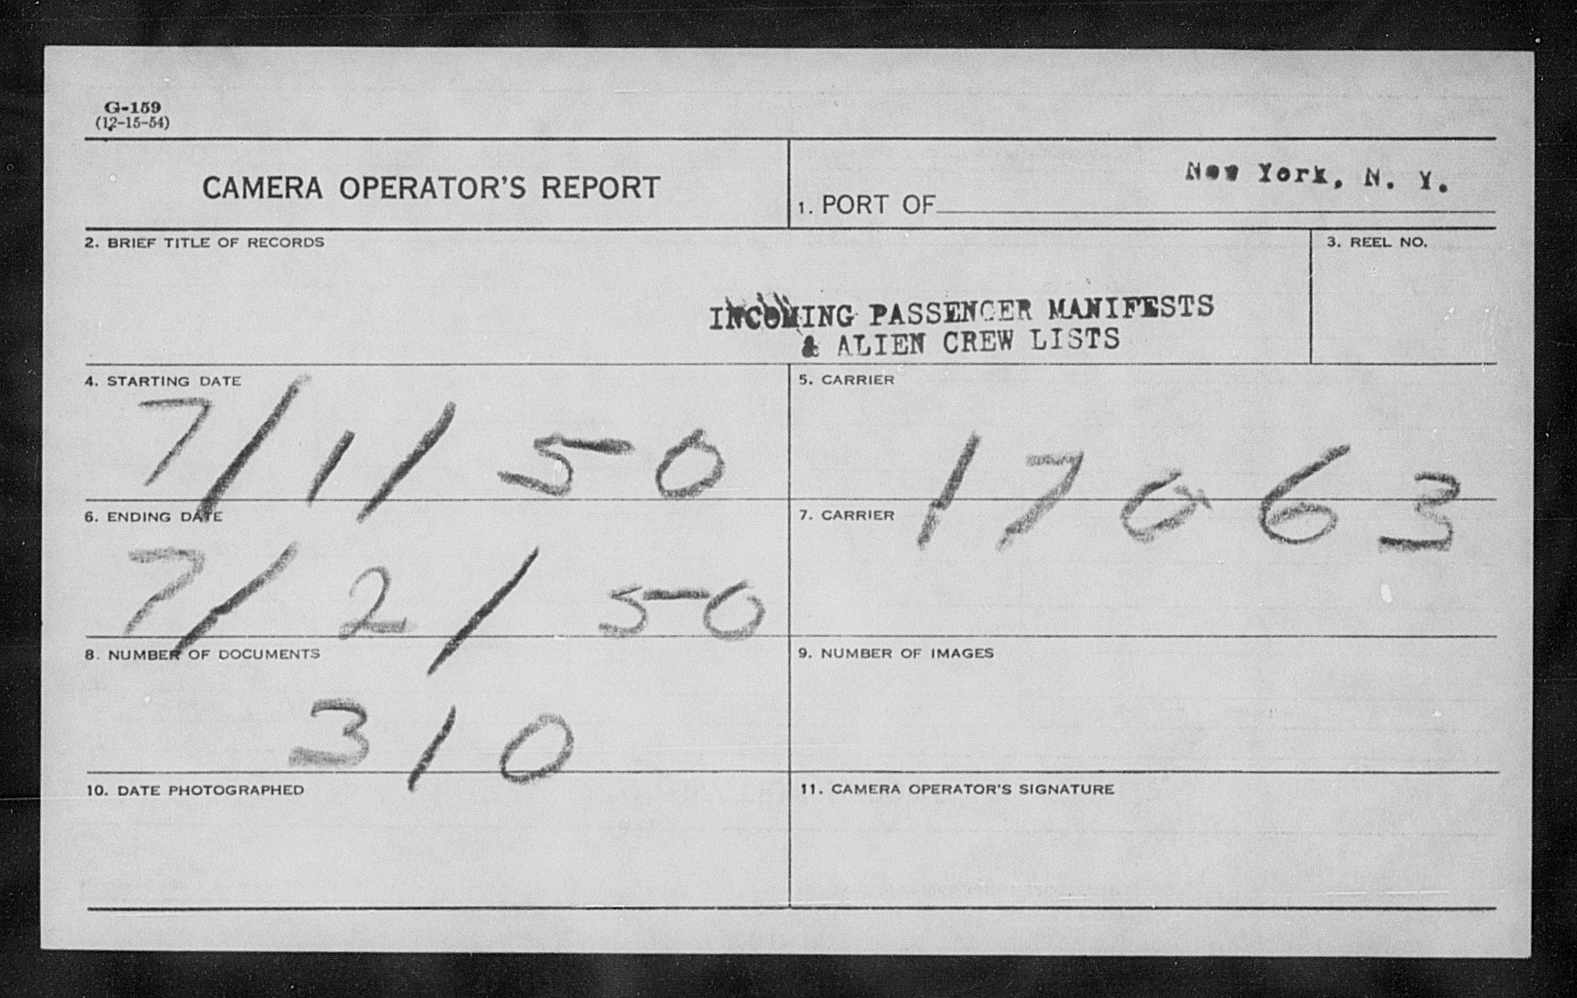 G-159
(12-15-54)
CAMERA OPERATOR'S REPORT
1. PORT OF New York, N. Y.
2. BRIEF TITLE OF RECORDS
INCOMING PASSENGER MANIFESTS
& ALIEN CREW LISTS
3. REEL NO.
4. STARTING DATE
7/1/50
5. CARRIER
17063
6. ENDING DATE
7/2/50
7. CARRIER
8. NUMBER OF DOCUMENTS
310
9. NUMBER OF IMAGES
10. DATE PHOTOGRAPHED
11. CAMERA OPERATOR'S SIGNATURE